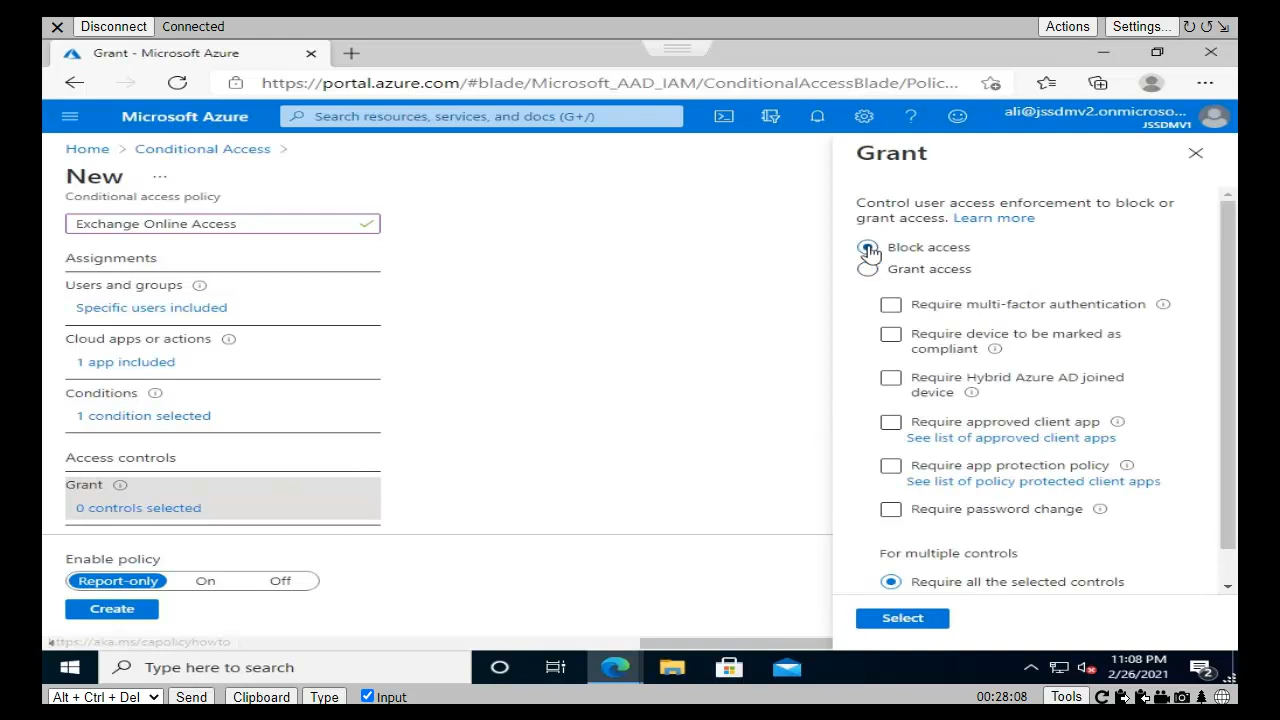 Disconnect Connected Actions Settings...
Grant - Microsoft Azure
https://portal.azure.com/#blade/Microsoft_AAD_IAM/ConditionalAccessBlade/Polic...
Microsoft Azure Search resources, services, and docs (G+/) ali@jssdmv2.onmicroso...
JSSDMV1
Home > Conditional Access >
New ...
Conditional access policy
Exchange Online Access
Assignments
Users and groups
Specific users included
Cloud apps or actions
1 app included
Conditions
1 condition selected
Access controls
Grant
0 controls selected
Enable policy
Report-only On Off
Create
https://aka.ms/capolicyhowto
Grant
Control user access enforcement to block or
grant access. Learn more
Block access
Grant access
Require multi-factor authentication
Require device to be marked as
compliant
Require Hybrid Azure AD joined
device
Require approved client app
See list of approved client apps
Require app protection policy
See list of policy protected client apps
Require password change
For multiple controls
Require all the selected controls
Select
Type here to search
11:08 PM
2/26/2021
2
Alt + Ctrl + Del Send Clipboard Type Input 00:28:08 Tools